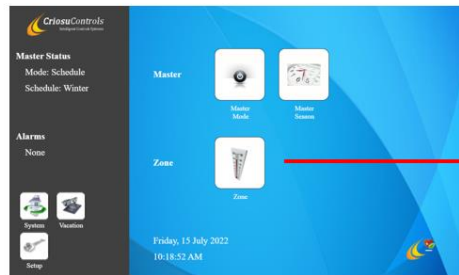 CriosuControls
Intelligent Control Systems
Master Status
Mode: Schedule
Schedule: Winter
Alarms
None
System
Vacation
Setup
Master
Master
Mode
Master
Season
Zone
Zone
Friday, 15 July 2022
10:18:52 AM